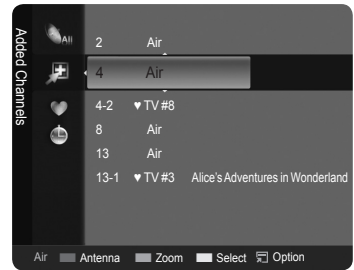 Added Channels
All
2 Air
4 Air
4-2 ♥ TV #8
8 Air
13 Air
13-1 ♥ TV #3 Alice's Adventures in Wonderland
Air Antenna Zoom Select Option